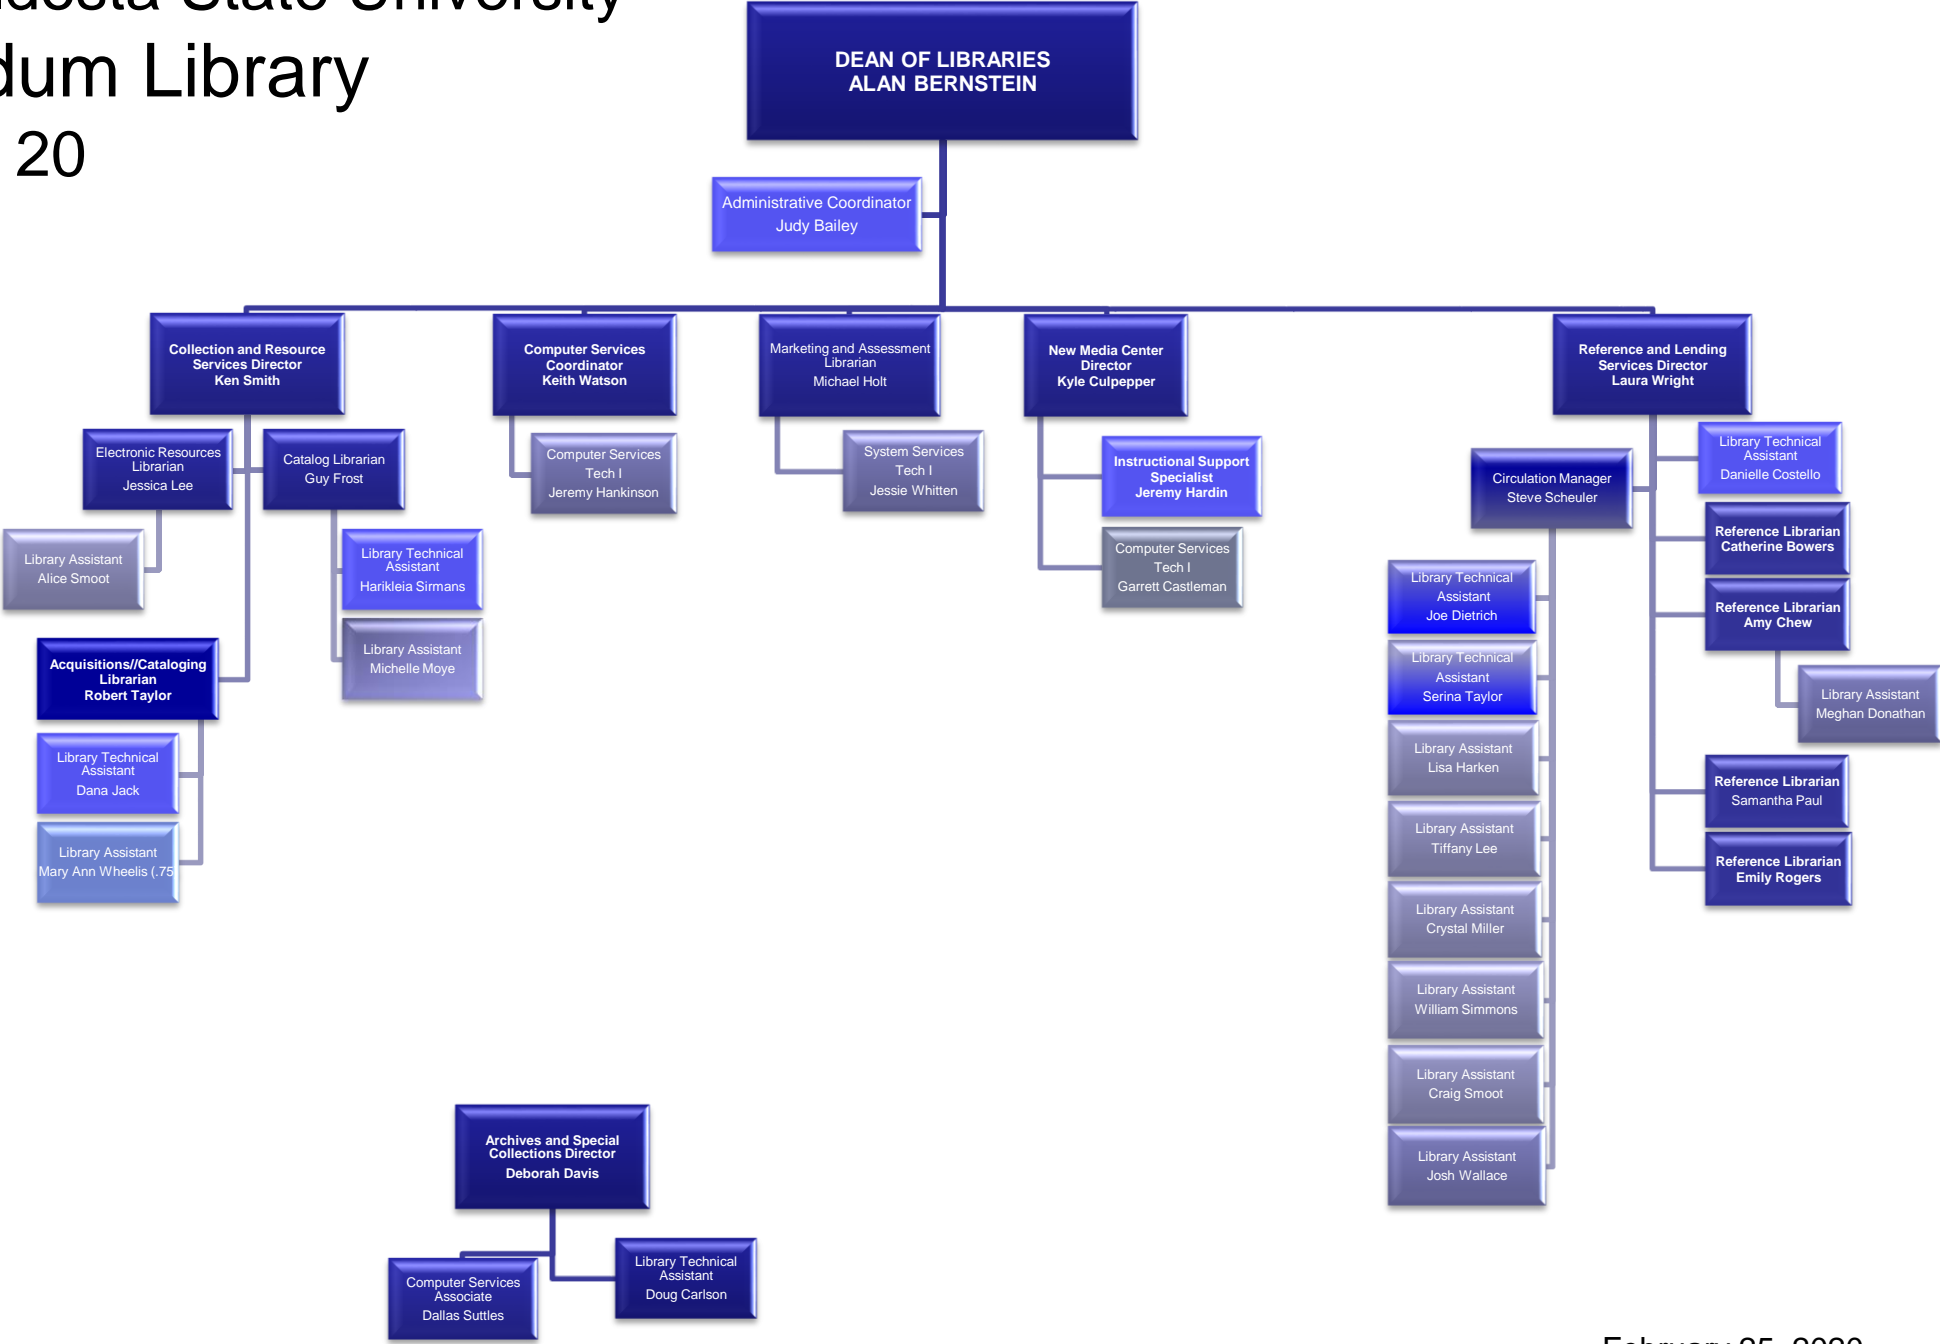 dosta State University
dum Library
20
DEAN OF LIBRARIES
ALAN BERNSTEIN
Administrative Coordinator
Judy Bailey
Collection and Resource
Services Director
Ken Smith
Computer Services
Coordinator
Keith Watson
Marketing and Assessment
Librarian
Michael Holt
New Media Center
Director
Kyle Culpepper
Reference and Lending
Services Director
Laura Wright
Electronic Resources
Librarian
Jessica Lee
Catalog Librarian
Guy Frost
Library Assistant
Alice Smoot
Library Technical
Assistant
Harikleia Sirmans
Library Assistant
Michelle Moye
Acquisitions//Cataloging
Librarian
Robert Taylor
Library Technical
Assistant
Dana Jack
Library Assistant
Mary Ann Wheelis (.75
Computer Services
Tech I
Jeremy Hankinson
System Services
Tech I
Jessie Whitten
Instructional Support
Specialist
Jeremy Hardin
Computer Services
Tech I
Garrett Castleman
Circulation Manager
Steve Scheuler
Library Technical
Assistant
Joe Dietrich
Library Technical
Assistant
Serina Taylor
Library Assistant
Lisa Harken
Library Assistant
Tiffany Lee
Library Assistant
Crystal Miller
Library Assistant
William Simmons
Library Assistant
Craig Smoot
Library Assistant
Josh Wallace
Library Technical
Assistant
Danielle Costello
Reference Librarian
Catherine Bowers
Reference Librarian
Amy Chew
Library Assistant
Meghan Donathan
Reference Librarian
Samantha Paul
Reference Librarian
Emily Rogers
Archives and Special
Collections Director
Deborah Davis
Computer Services
Associate
Dallas Suttles
Library Technical
Assistant
Doug Carlson
February 25, 2020